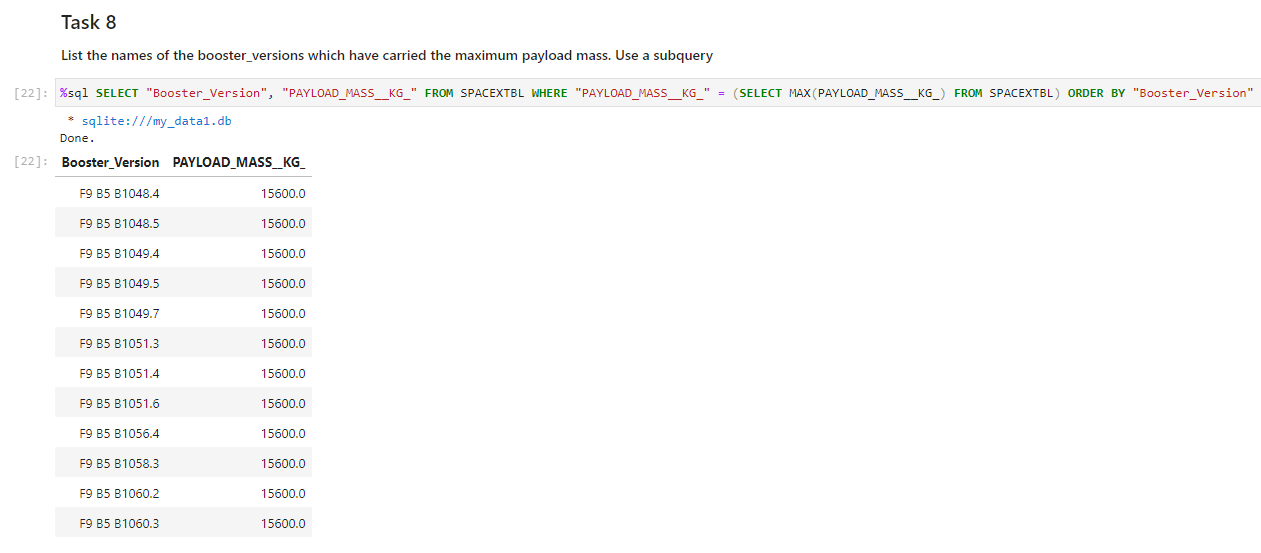 Task 8
List the names of the booster_versions which have carried the maximum payload mass. Use a subquery
[22]: %sql SELECT "Booster_Version", "PAYLOAD_MASS__KG_" FROM SPACEXTBL WHERE "PAYLOAD_MASS__KG_" = (SELECT MAX(PAYLOAD_MASS__KG_) FROM SPACEXTBL) ORDER BY "Booster_Version"
* sqlite:///my_data1.db
Done.
[22]: Booster_Version PAYLOAD_MASS__KG_
F9 B5 B1048.4 15600.0
F9 B5 B1048.5 15600.0
F9 B5 B1049.4 15600.0
F9 B5 B1049.5 15600.0
F9 B5 B1049.7 15600.0
F9 B5 B1051.3 15600.0
F9 B5 B1051.4 15600.0
F9 B5 B1051.6 15600.0
F9 B5 B1056.4 15600.0
F9 B5 B1058.3 15600.0
F9 B5 B1060.2 15600.0
F9 B5 B1060.3 15600.0